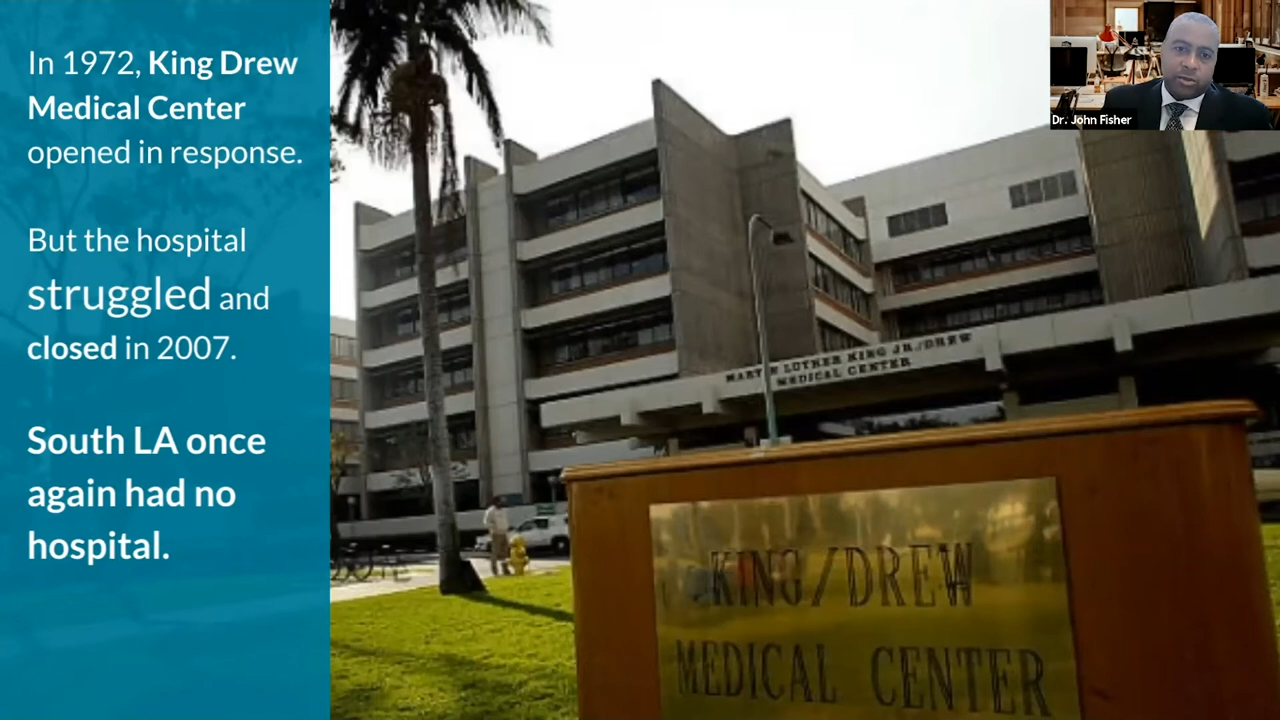 In 1972, King Drew
Medical Center
opened in response.
But the hospital
struggled and
closed in 2007.
South LA once
again had no
hospital.
Dr. John Fisher
MARTIN LUTHER KING JR./DREW
MEDICAL CENTER
KING/DREW
MEDICAL CENTER